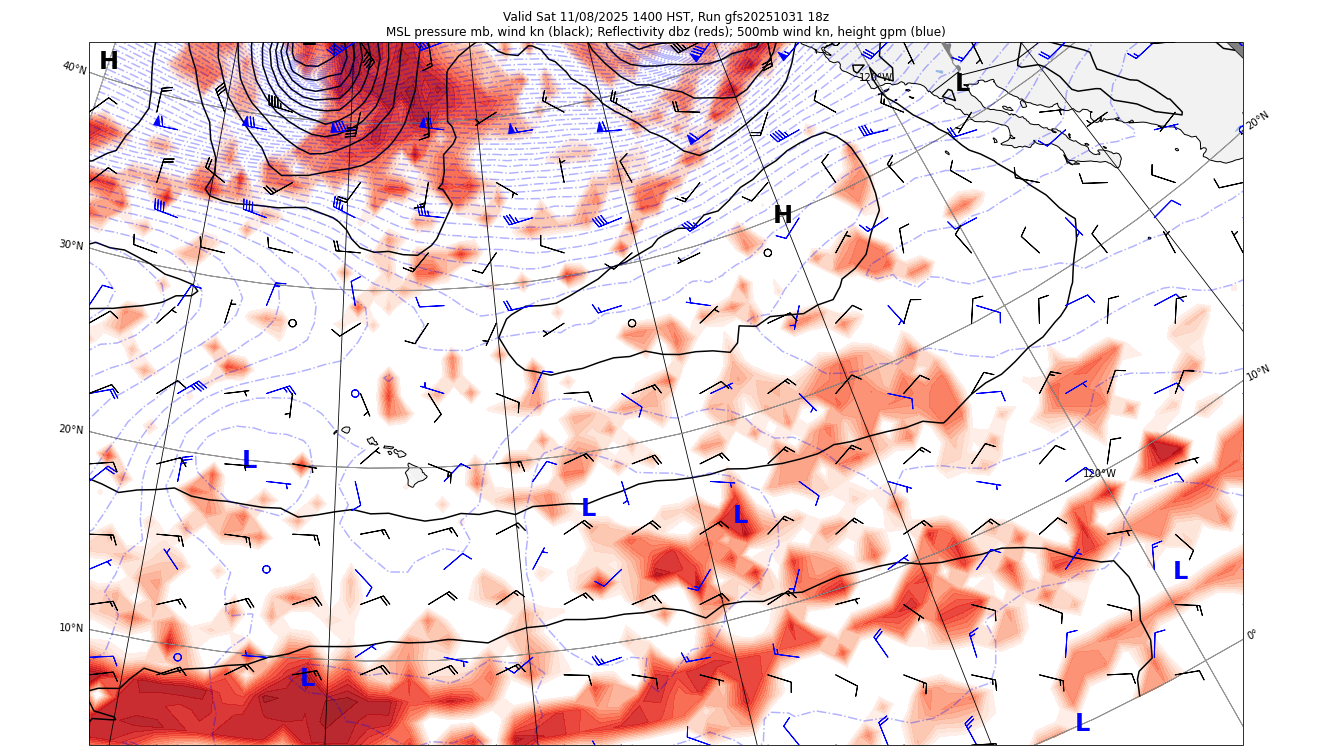 Valid Sat 11/08/2025 1400 HST, Run gfs20251031 18z
MSL pressure mb, wind kn (black); Reflectivity dbz (reds); 500mb wind kn, height gpm (blue)
H
40°N
120°W
L
20°N
H
30°N
10°N
20°N
L
120°W
L
L
L
10°N
0°
L
L